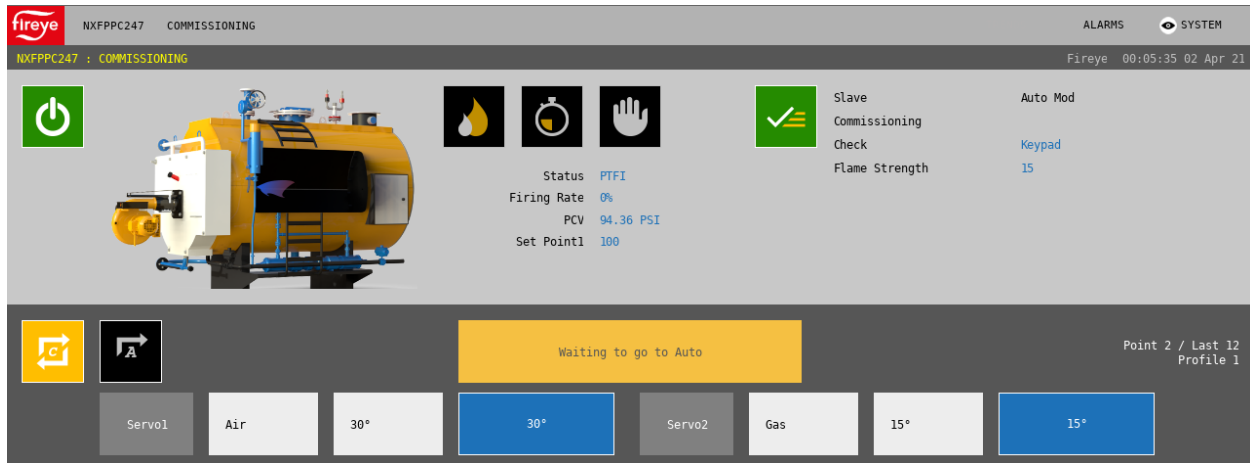 fireye NXFPPC247 COMMISSIONING ALARMS SYSTEM
NXFPPC247 : COMMISSIONING Fireye 00:05:35 02 Apr 21
Slave Auto Mod
Commissioning
Check Keypad
Flame Strength 15
Status PTFI
Firing Rate 0%
PCV 94.36 PSI
Set Point1 100
C
A
Waiting to go to Auto
Point 2 / Last 12
Profile 1
Servo1 Air 30° 30° Servo2 Gas 15° 15°